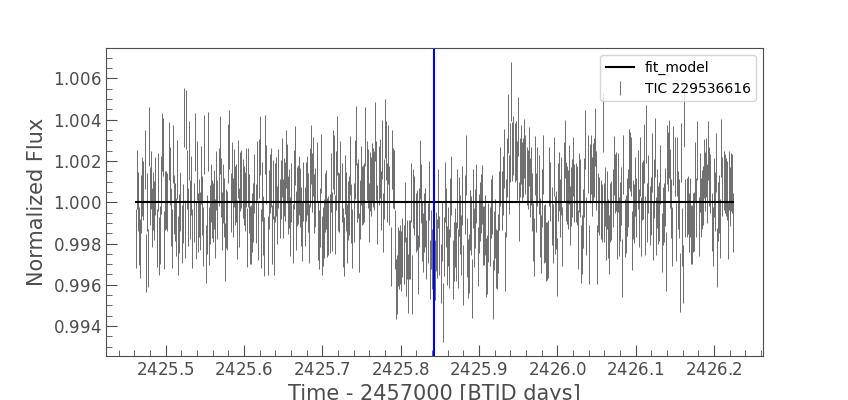 fit_model
TIC 229536616
1.006
1.004
1.002
1.000
0.998
0.996
0.994
Normalized Flux
2425.5 2425.6 2425.7 2425.8 2425.9 2426.0 2426.1 2426.2
Time - 2457000 [BTJD days]